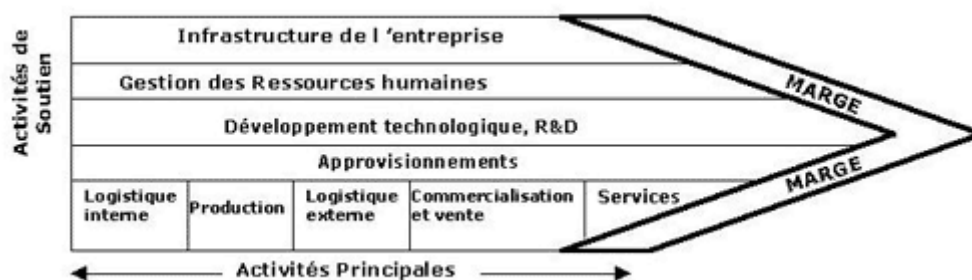 Activités de
Soutien
Infrastructure de l 'entreprise
Gestion des Ressources humaines
Développement technologique, R&D
Approvisionnements
MARGE
MARGE
Logistique
interne
Production
Logistique
externe
Commercialisation
et vente
Services
Activités Principales